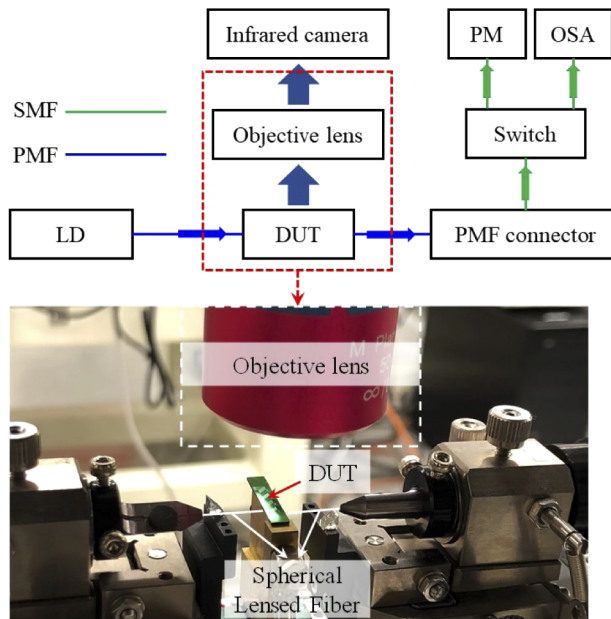 Infrared camera
PM
OSA
SMF
PMF
Objective lens
Switch
LD
DUT
PMF connector
Objective lens
DUT
Spherical
Lensed Fiber